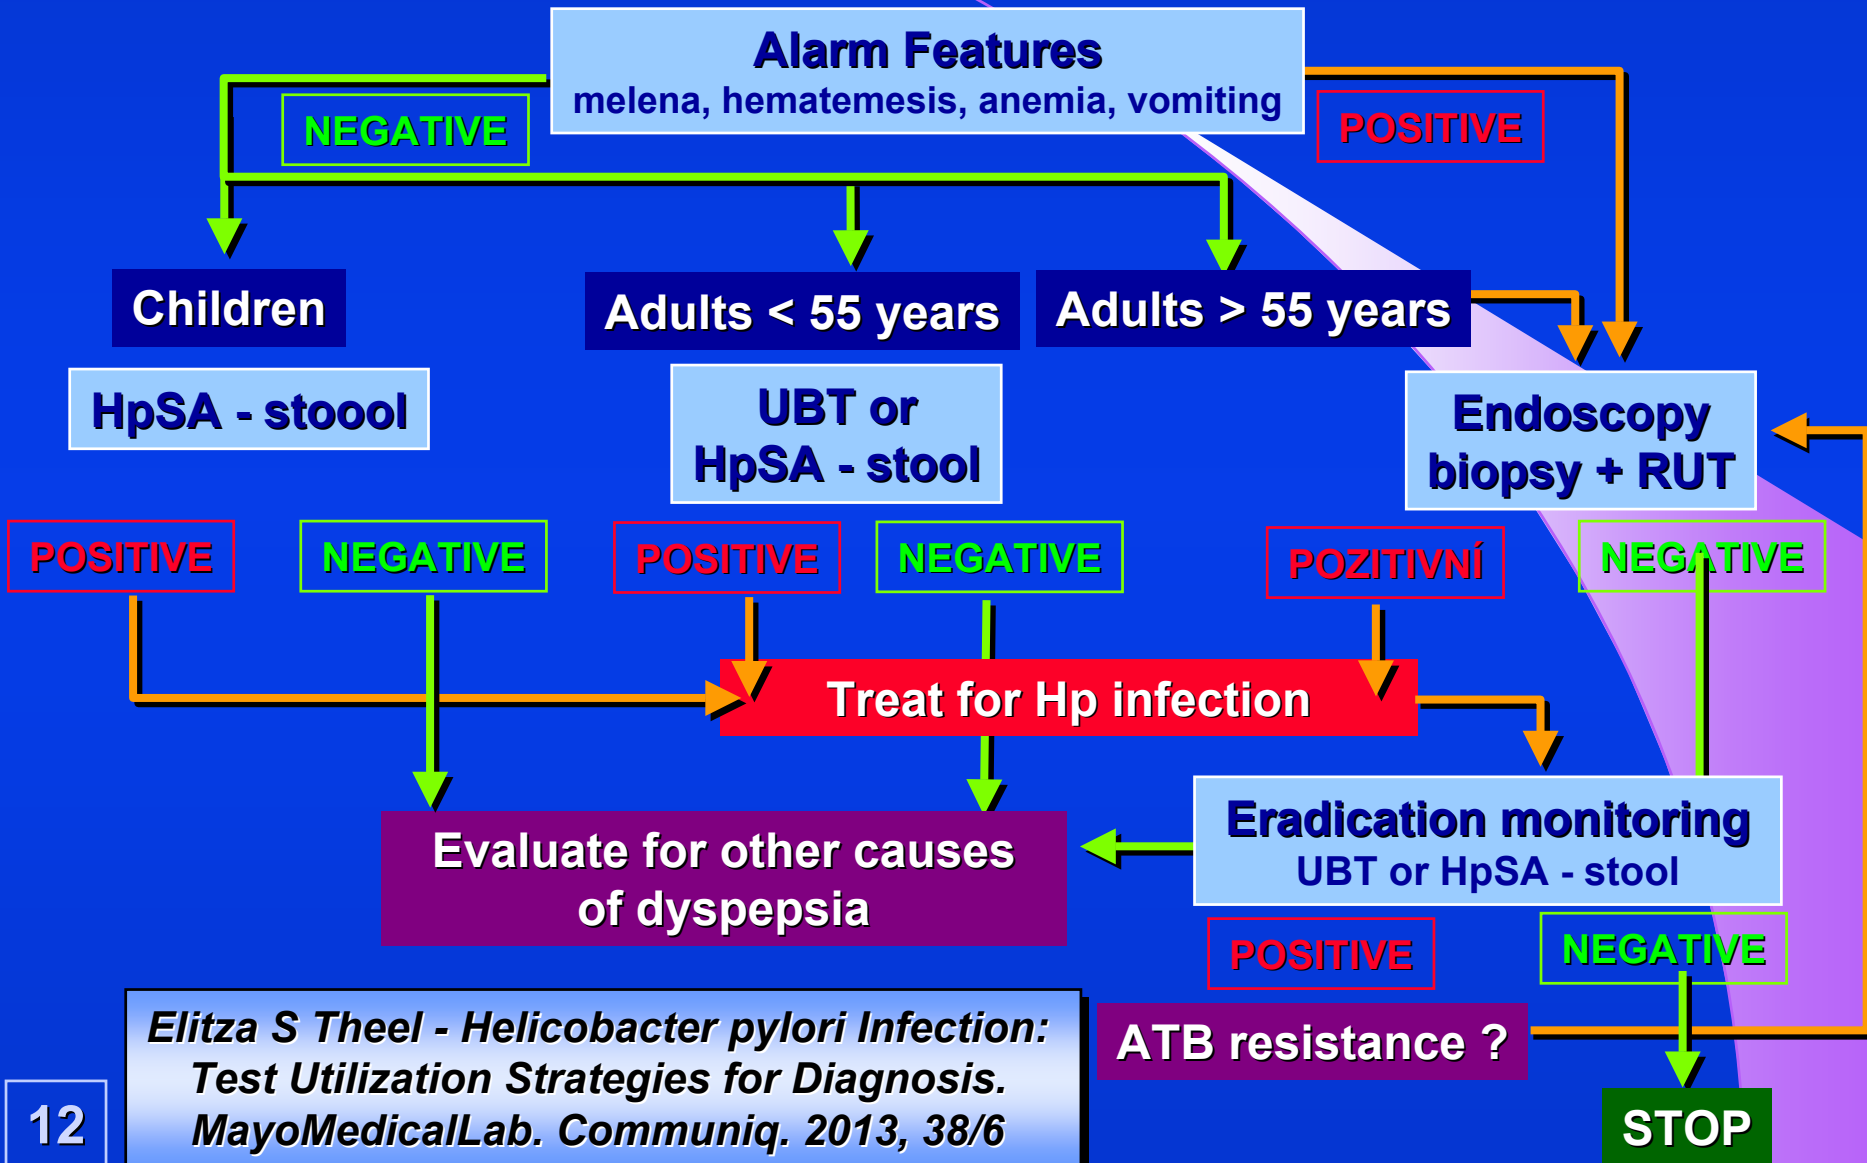 Alarm Features
melena, hematemesis, anemia, vomiting
NEGATIVE
POSITIVE
Children
Adults < 55 years
Adults > 55 years
HpSA - stoool
UBT or
HpSA - stool
Endoscopy
biopsy + RUT
POSITIVE
NEGATIVE
POSITIVE
NEGATIVE
POZITIVNÍ
NEGATIVE
Treat for Hp infection
Evaluate for other causes
of dyspepsia
Eradication monitoring
UBT or HpSA - stool
POSITIVE
NEGATIVE
ATB resistance ?
STOP
Elitza S Theel - Helicobacter pylori Infection:
Test Utilization Strategies for Diagnosis.
MayoMedicalLab. Communiq. 2013, 38/6
12